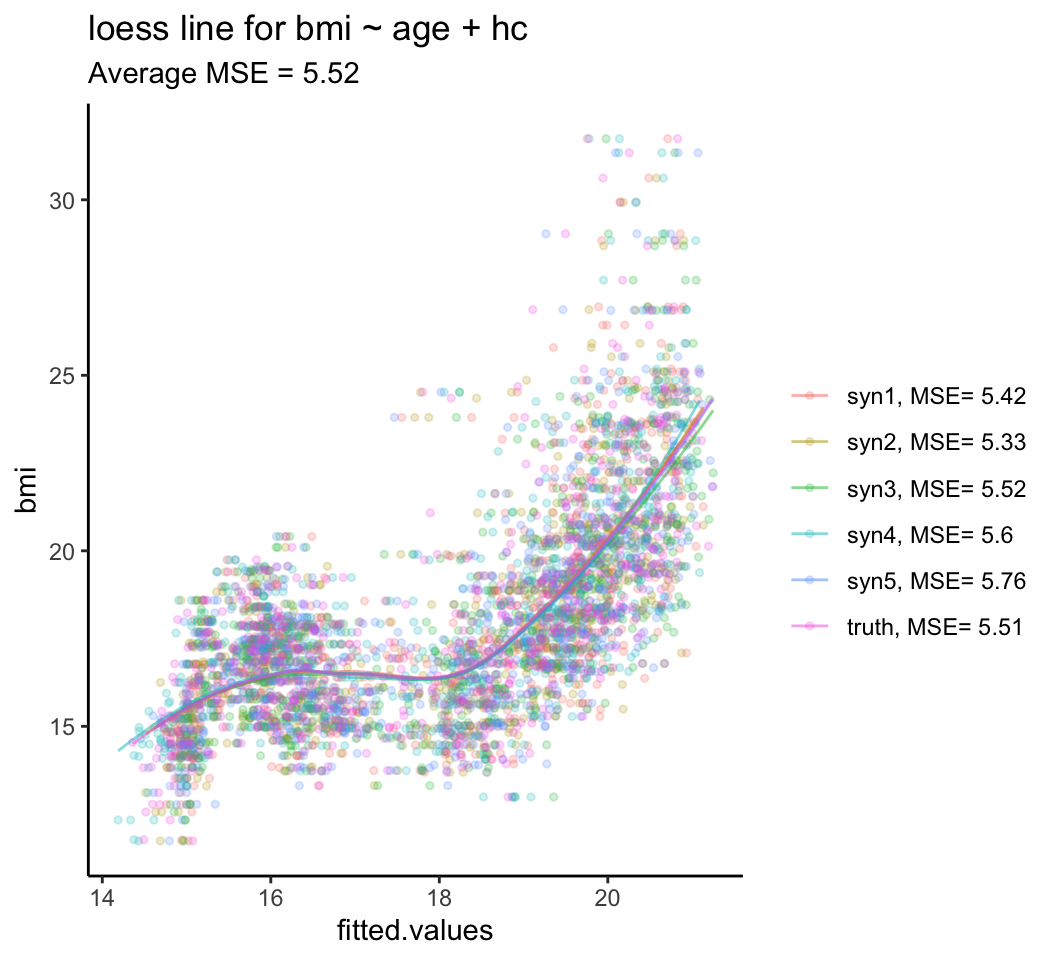 loess line for bmi ~ age + hc
Average MSE = 5.52
bmi
30
25
20
15
14
16
18
20
fitted.values
syn1, MSE= 5.42
syn2, MSE= 5.33
syn3, MSE= 5.52
syn4, MSE= 5.6
syn5, MSE= 5.76
truth, MSE= 5.51